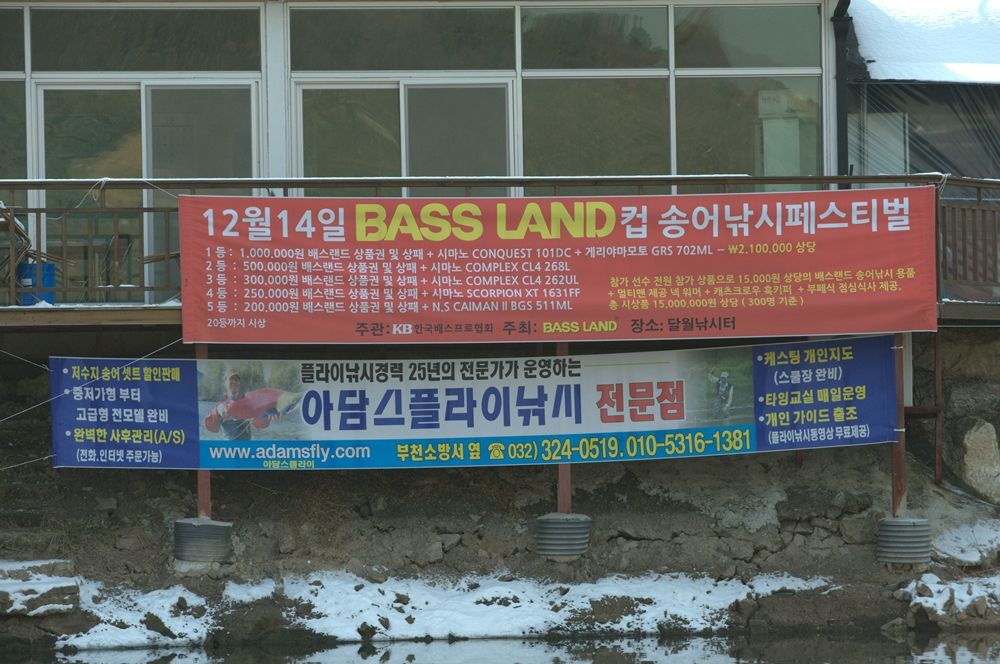 12월14일 BASS LAND 컵 송어낚시페스티벌
1 등 : 1,000,000원 배스랜드 상품권 및 상패 + 시마노 CONQUEST 101DC + 게리야마모토 GRS 702ML – ₩2,100,000 상당
2 등 : 500,000원 배스랜드 상품권 및 상패 + 시마노 COMPLEX CL4 268L
3 등 : 300,000원 배스랜드 상품권 및 상패 + 시마노 COMPLEX CL4 262UL
4 등 : 250,000원 배스랜드 상품권 및 상패 + 시마노 SCORPION XT 1631FF
5 등 : 200,000원 배스랜드 상품권 및 상패 + N.S CAIMAN II BGS 511ML
20등까지 시상
참가 선수 전원 참가 상품으로 15,000원 상당의 배스랜드 송어낚시 용품
+ 멀티맨 제공 넥 워머 + 캐츠크로우 훅키퍼 + 부페식 점심식사 제공.
총 시상품 15,000,000원 상당 ( 300명 기준 )
주관: KB 한국배스프로협회 주최: BASS LAND 장소: 달월낚시터
• 저수지 송어 셋트 할인판매
• 중저가형 부터
고급형 전모델 완비
• 완벽한 사후관리(A/S)
(전화.인터넷 주문가능)
플라이낚시경력 25년의 전문가가 운영하는
아담스플라이낚시 전문점
www.adamsfly.com
아담스플라이
부천소방서 옆 ☎ 032) 324-0519. 010-5316-1381
• 케스팅 개인지도
(스쿨장 완비)
• 타잉교실 매일운영
• 개인 가이드 출조
(플라이낚시동영상 무료제공)